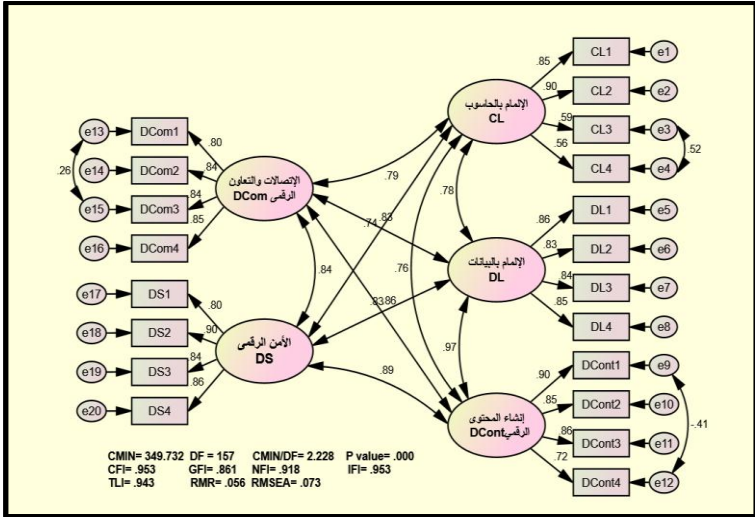 e13
DCom1
.80
e14
DCom2
.84
.26
e15
DCom3
.84
e16
DCom4
.85
الإتصالات والتعاون
الرقمى DCom
e17
DS1
.80
e18
DS2
.90
e19
DS3
.84
e20
DS4
.86
الأمن الرقمى
DS
.84
.79
.74
.83
.76
.83
.86
.89
.78
.97
الإلمام بالحاسوب
CL
.85
CL1
e1
.90
CL2
e2
.59
CL3
e3
.52
.56
CL4
e4
الإلمام بالبيانات
DL
.86
DL1
e5
.83
DL2
e6
.84
DL3
e7
.85
DL4
e8
إنشاء المحتوى
الرقمي DCont
.90
DCont1
e9
.85
DCont2
e10
-.41
.86
DCont3
e11
.72
DCont4
e12
CMIN= 349.732 DF = 157 CMIN/DF= 2.228 P value= .000
CFI= .953 GFI= .861 NFI= .918 IFI= .953
TLI= .943 RMR= .056 RMSEA= .073